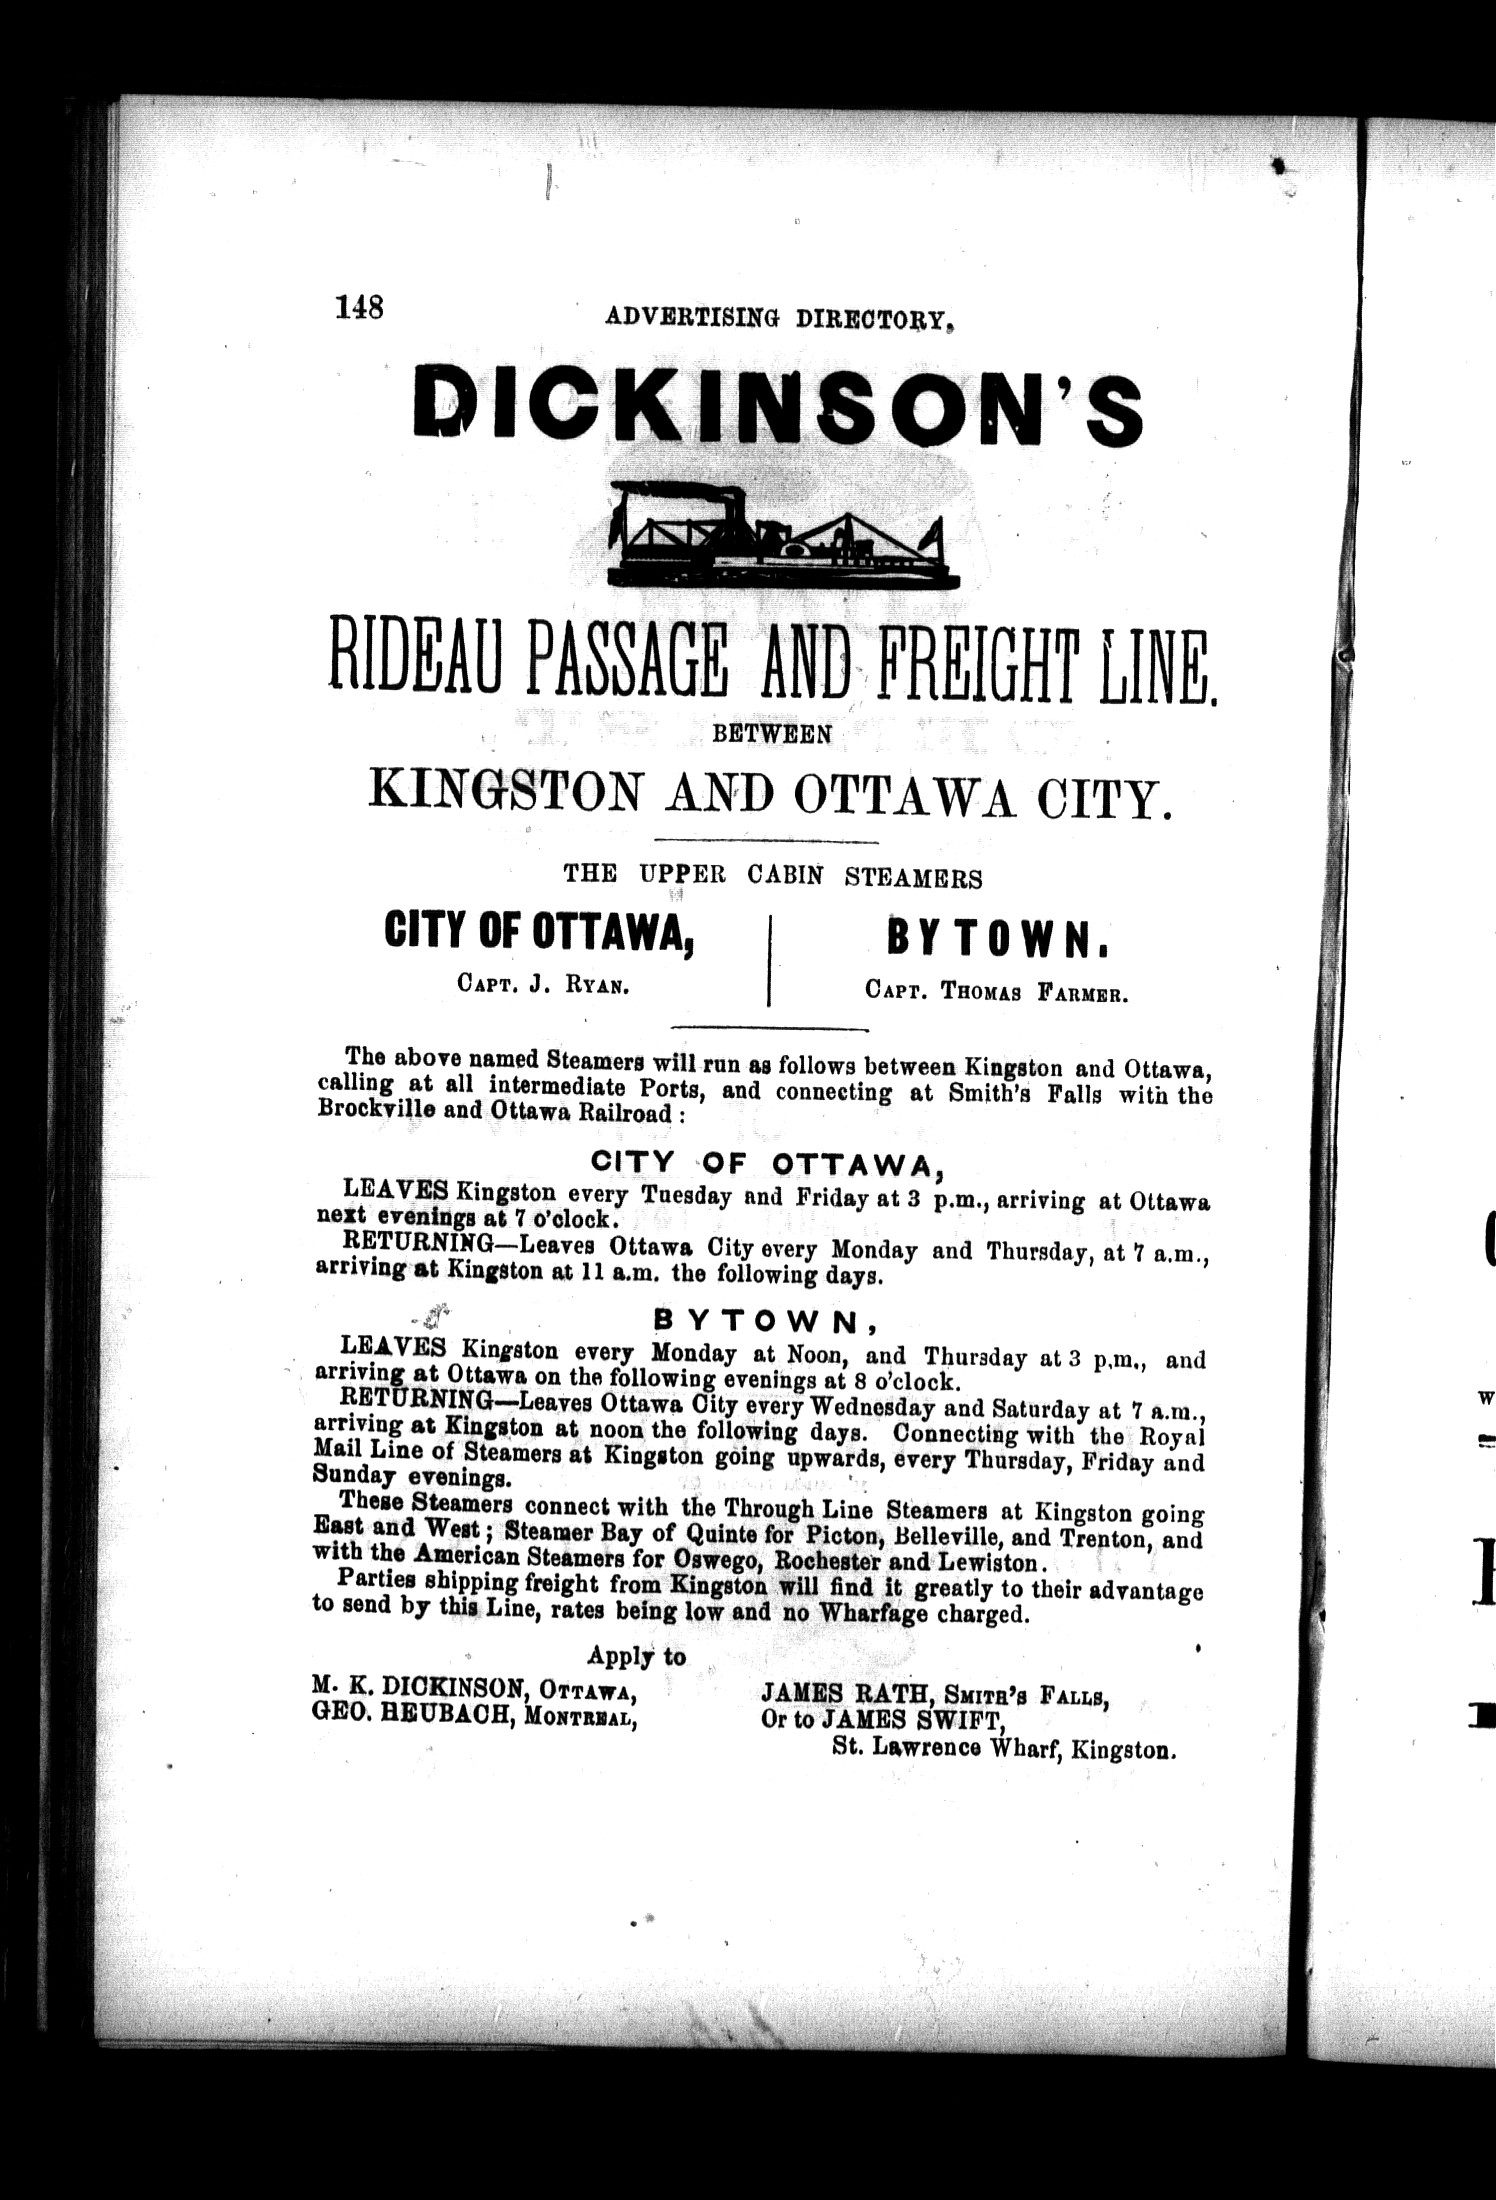 148
ADVERTISING DIRECTORY.
DICKINSON'S
RIDEAU PASSAGE AND FREIGHT LINE.
BETWEEN
KINGSTON AND OTTAWA CITY.
THE UPPER CABIN STEAMERS
CITY OF OTTAWA,
CAPT. J. RYAN.
BYTOWN.
CAPT. THOMAS FARMER.
The above named Steamers will run as follows between Kingston and Ottawa,
calling at all intermediate Ports, and connecting at Smith's Falls with the
Brockville and Ottawa Railroad :
CITY OF OTTAWA,
LEAVES Kingston every Tuesday and Friday at 3 p.m., arriving at Ottawa
next evenings at 7 o'clock.
RETURNING—Leaves Ottawa City every Monday and Thursday, at 7 a.m.,
arriving at Kingston at 11 a.m. the following days.
BYTOWN,
LEAVES Kingston every Monday at Noon, and Thursday at 3 p.m., and
arriving at Ottawa on the following evenings at 8 o'clock.
RETURNING—Leaves Ottawa City every Wednesday and Saturday at 7 a.m.,
arriving at Kingston at noon the following days. Connecting with the Royal
Mail Line of Steamers at Kingston going upwards, every Thursday, Friday and
Sunday evenings.
These Steamers connect with the Through Line Steamers at Kingston going
East and West ; Steamer Bay of Quinte for Picton, Belleville, and Trenton, and
with the American Steamers for Oswego, Rochester and Lewiston.
Parties shipping freight from Kingston will find it greatly to their advantage
to send by this Line, rates being low and no Wharfage charged.
Apply to
M. K. DICKINSON, OTTAWA,
GEO. HEUBACH, MONTREAL,
JAMES RATH, SMITH'S FALLS,
Or to JAMES SWIFT,
St. Lawrence Wharf, Kingston.